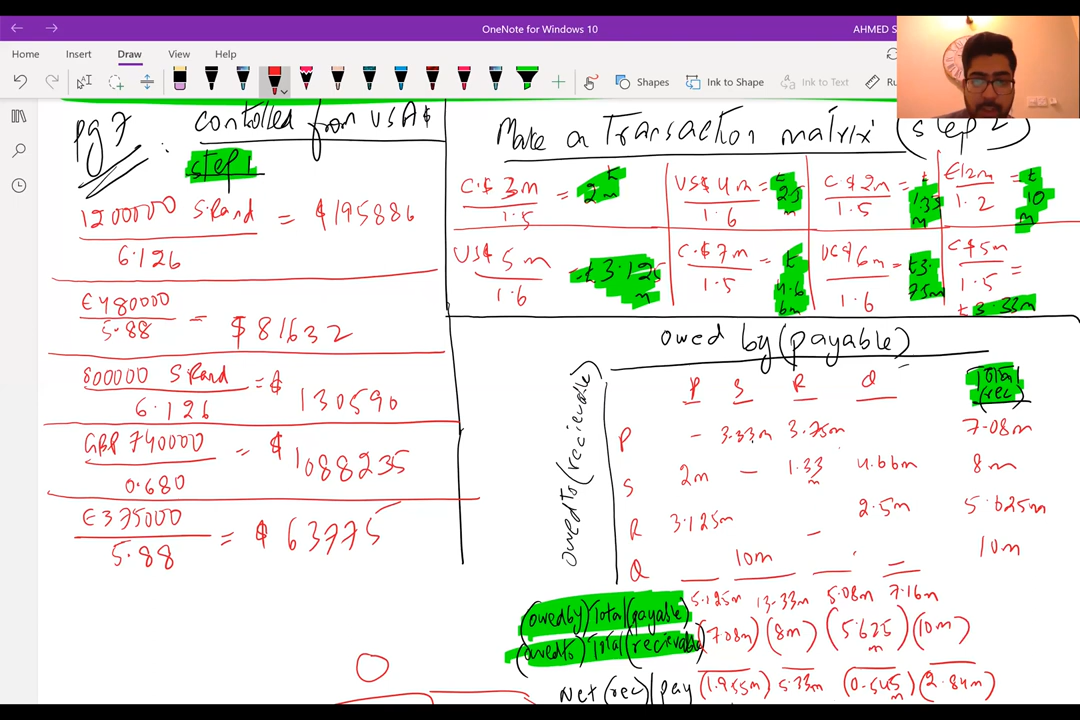 OneNote for Windows 10
AHMED S
Home Insert Draw View Help
Shapes Ink to Shape Ink to Text Ru
Pg 7
controlled from USA $
step 1
1200000 S.Rand = $195886
6.126
€480000 = $81632
5.88
800000 S Rand = $130590
6.126
GBP 740000 = $1088235
0.680
€375000 = $63775
5.88
Make a Transaction matrix (step 2)
C.$ 3m = £2m
1.5
US$ 4m = £2.5m
1.6
C.$ 2m = £1.33m
1.5
€12m = £10m
1.2
US$ 5m = £3.125m
1.6
C.$ 7m = £4.66m
1.5
US$ 6m = £3.75m
1.6
C$5m = £3.33m
1.5
owed by (payable)
owed to (recievable)
P S R Q Total (rec)
P - 3.33m 3.75m 7.08m
S 2m - 1.33m 4.66m 8m
R 3.125m - 2.5m 5.625m
Q 10m - 10m
(owed by) Total (payable) 5.125m 13.33m 5.08m 7.16m
(owed to) Total (recievable) (7.08m) (8m) (5.625m) (10m)
Net (rec) / pay (1.955m) 5.33m (0.545m) (2.84m)